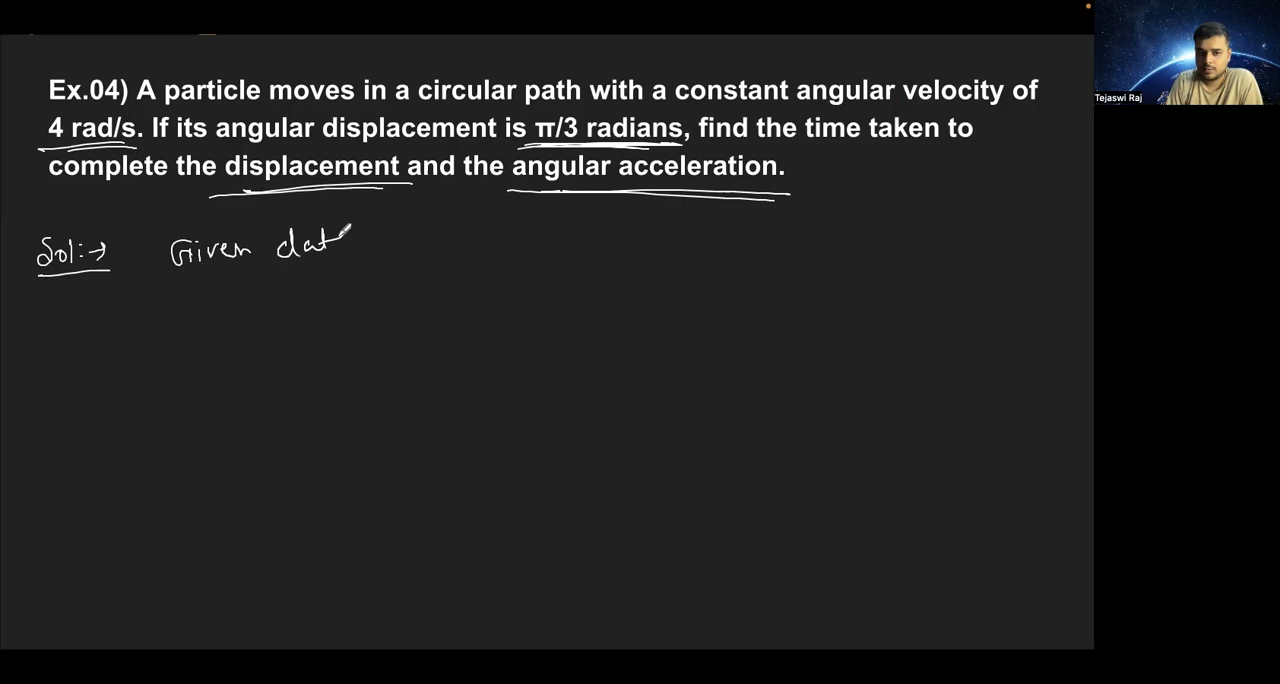 Ex.04) A particle moves in a circular path with a constant angular velocity of
4 rad/s. If its angular displacement is π/3 radians, find the time taken to
complete the displacement and the angular acceleration.
Sol:→ Given dat
Tejaswi Raj